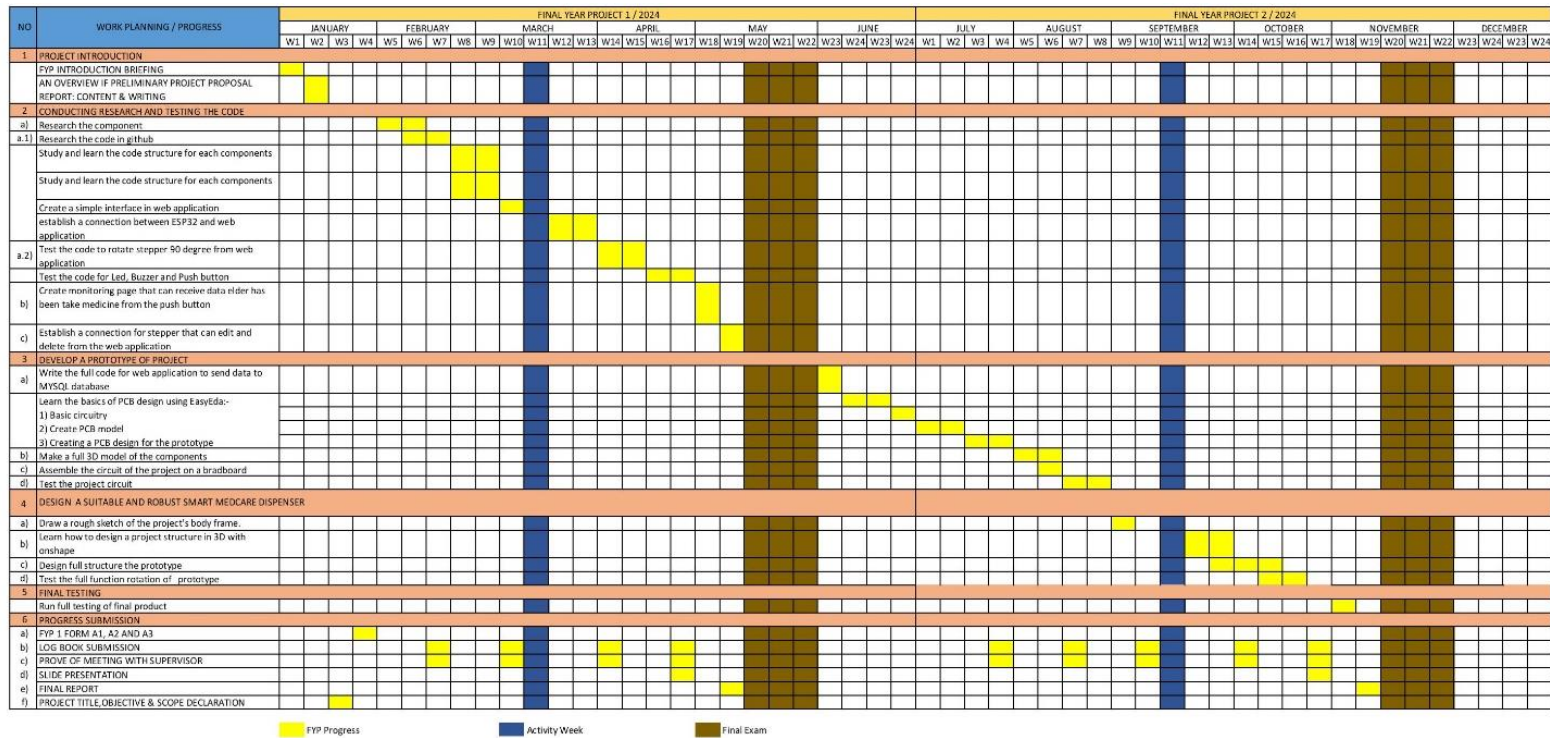 NO WORK PLANNING / PROGRESS FINAL YEAR PROJECT 1 / 2024 FINAL YEAR PROJECT 2 / 2024
JANUARY FEBRUARY MARCH APRIL MAY JUNE JULY AUGUST SEPTEMBER OCTOBER NOVEMBER DECEMBER
W1 W2 W3 W4 W5 W6 W7 W8 W9 W10 W11 W12 W13 W14 W15 W16 W17 W18 W19 W20 W21 W22 W23 W24 W23 W24 W1 W2 W3 W4 W5 W6 W7 W8 W9 W10 W11 W12 W13 W14 W15 W16 W17 W18 W19 W20 W21 W22 W23 W24 W23 W24
1 PROJECT INTRODUCTION
FYP INTRODUCTION BRIEFING
AN OVERVIEW IF PRELIMINARY PROJECT PROPOSAL
REPORT: CONTENT & WRITING
2 CONDUCTING RESEARCH AND TESTING THE CODE
a) Research the component
a.1) Research the code in github
Study and learn the code structure for each components
Study and learn the code structure for each components
Create a simple interface in web application
establish a connection between ESP32 and web
application
a.2) Test the code to rotate stepper 90 degree from web
application
Test the code for Led, Buzzer and Push button
b) Create monitoring page that can receive data elder has
been take medicine from the push button
c) Establish a connection for stepper that can edit and
delete from the web application
3 DEVELOP A PROTOTYPE OF PROJECT
a) Write the full code for web application to send data to
MYSQL database
Learn the basics of PCB design using EasyEda:-
1) Basic circuitry
2) Create PCB model
3) Creating a PCB design for the prototype
b) Make a full 3D model of the components
c) Assemble the circuit of the project on a bradboard
d) Test the project circuit
4 DESIGN A SUITABLE AND ROBUST SMART MEDCARE DISPENSER
a) Draw a rough sketch of the project's body frame.
b) Learn how to design a project structure in 3D with
onshape
c) Design full structure the prototype
d) Test the full function rotation of prototype
5 FINAL TESTING
Run full testing of final product
6 PROGRESS SUBMISSION
a) FYP 1 FORM A1, A2 AND A3
b) LOG BOOK SUBMISSION
c) PROVE OF MEETING WITH SUPERVISOR
d) SLIDE PRESENTATION
e) FINAL REPORT
f) PROJECT TITLE,OBJECTIVE & SCOPE DECLARATION
FYP Progress Activity Week Final Exam